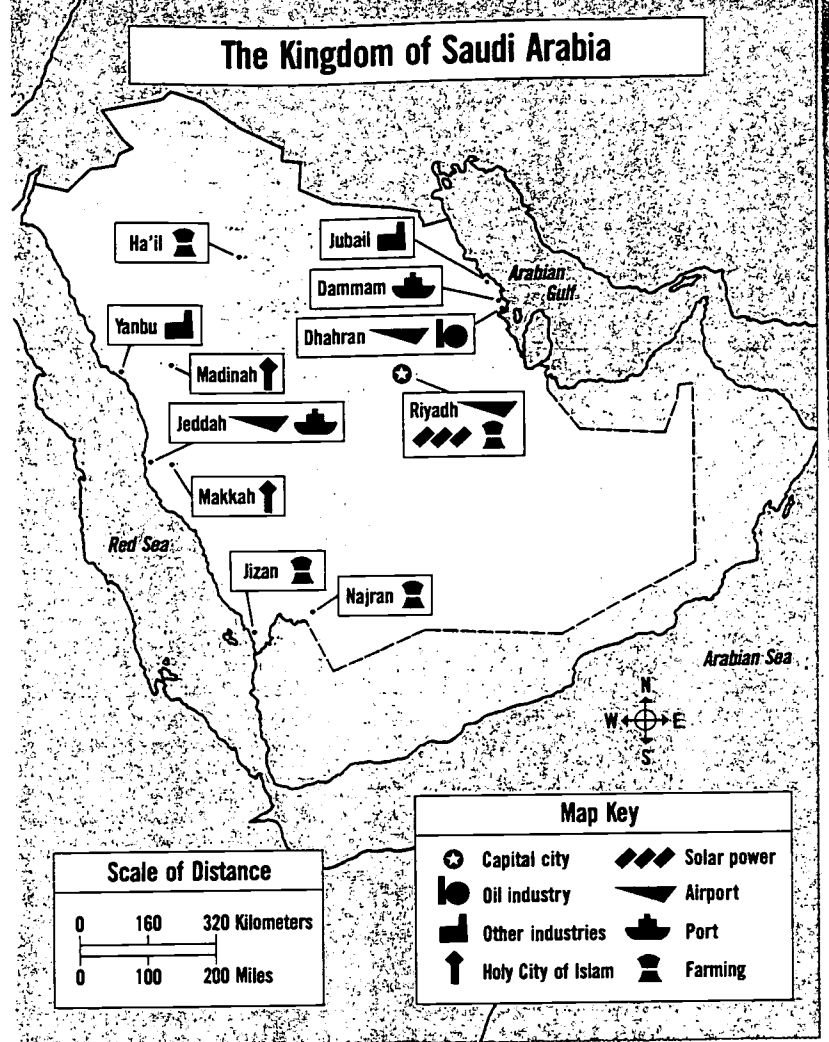 The Kingdom of Saudi Arabia
Ha'il
Jubail
Arabian
Gulf
Dammam
Yanbu
Dhahran
Madinah
Riyadh
Jeddah
Makkah
Red Sea
Jizan
Najran
Arabian Sea
N
W E
S
Map Key
Capital city
Solar power
Oil industry
Airport
Other industries
Port
Holy City of Islam
Farming
Scale of Distance
0 160 320 Kilometers
0 100 200 Miles